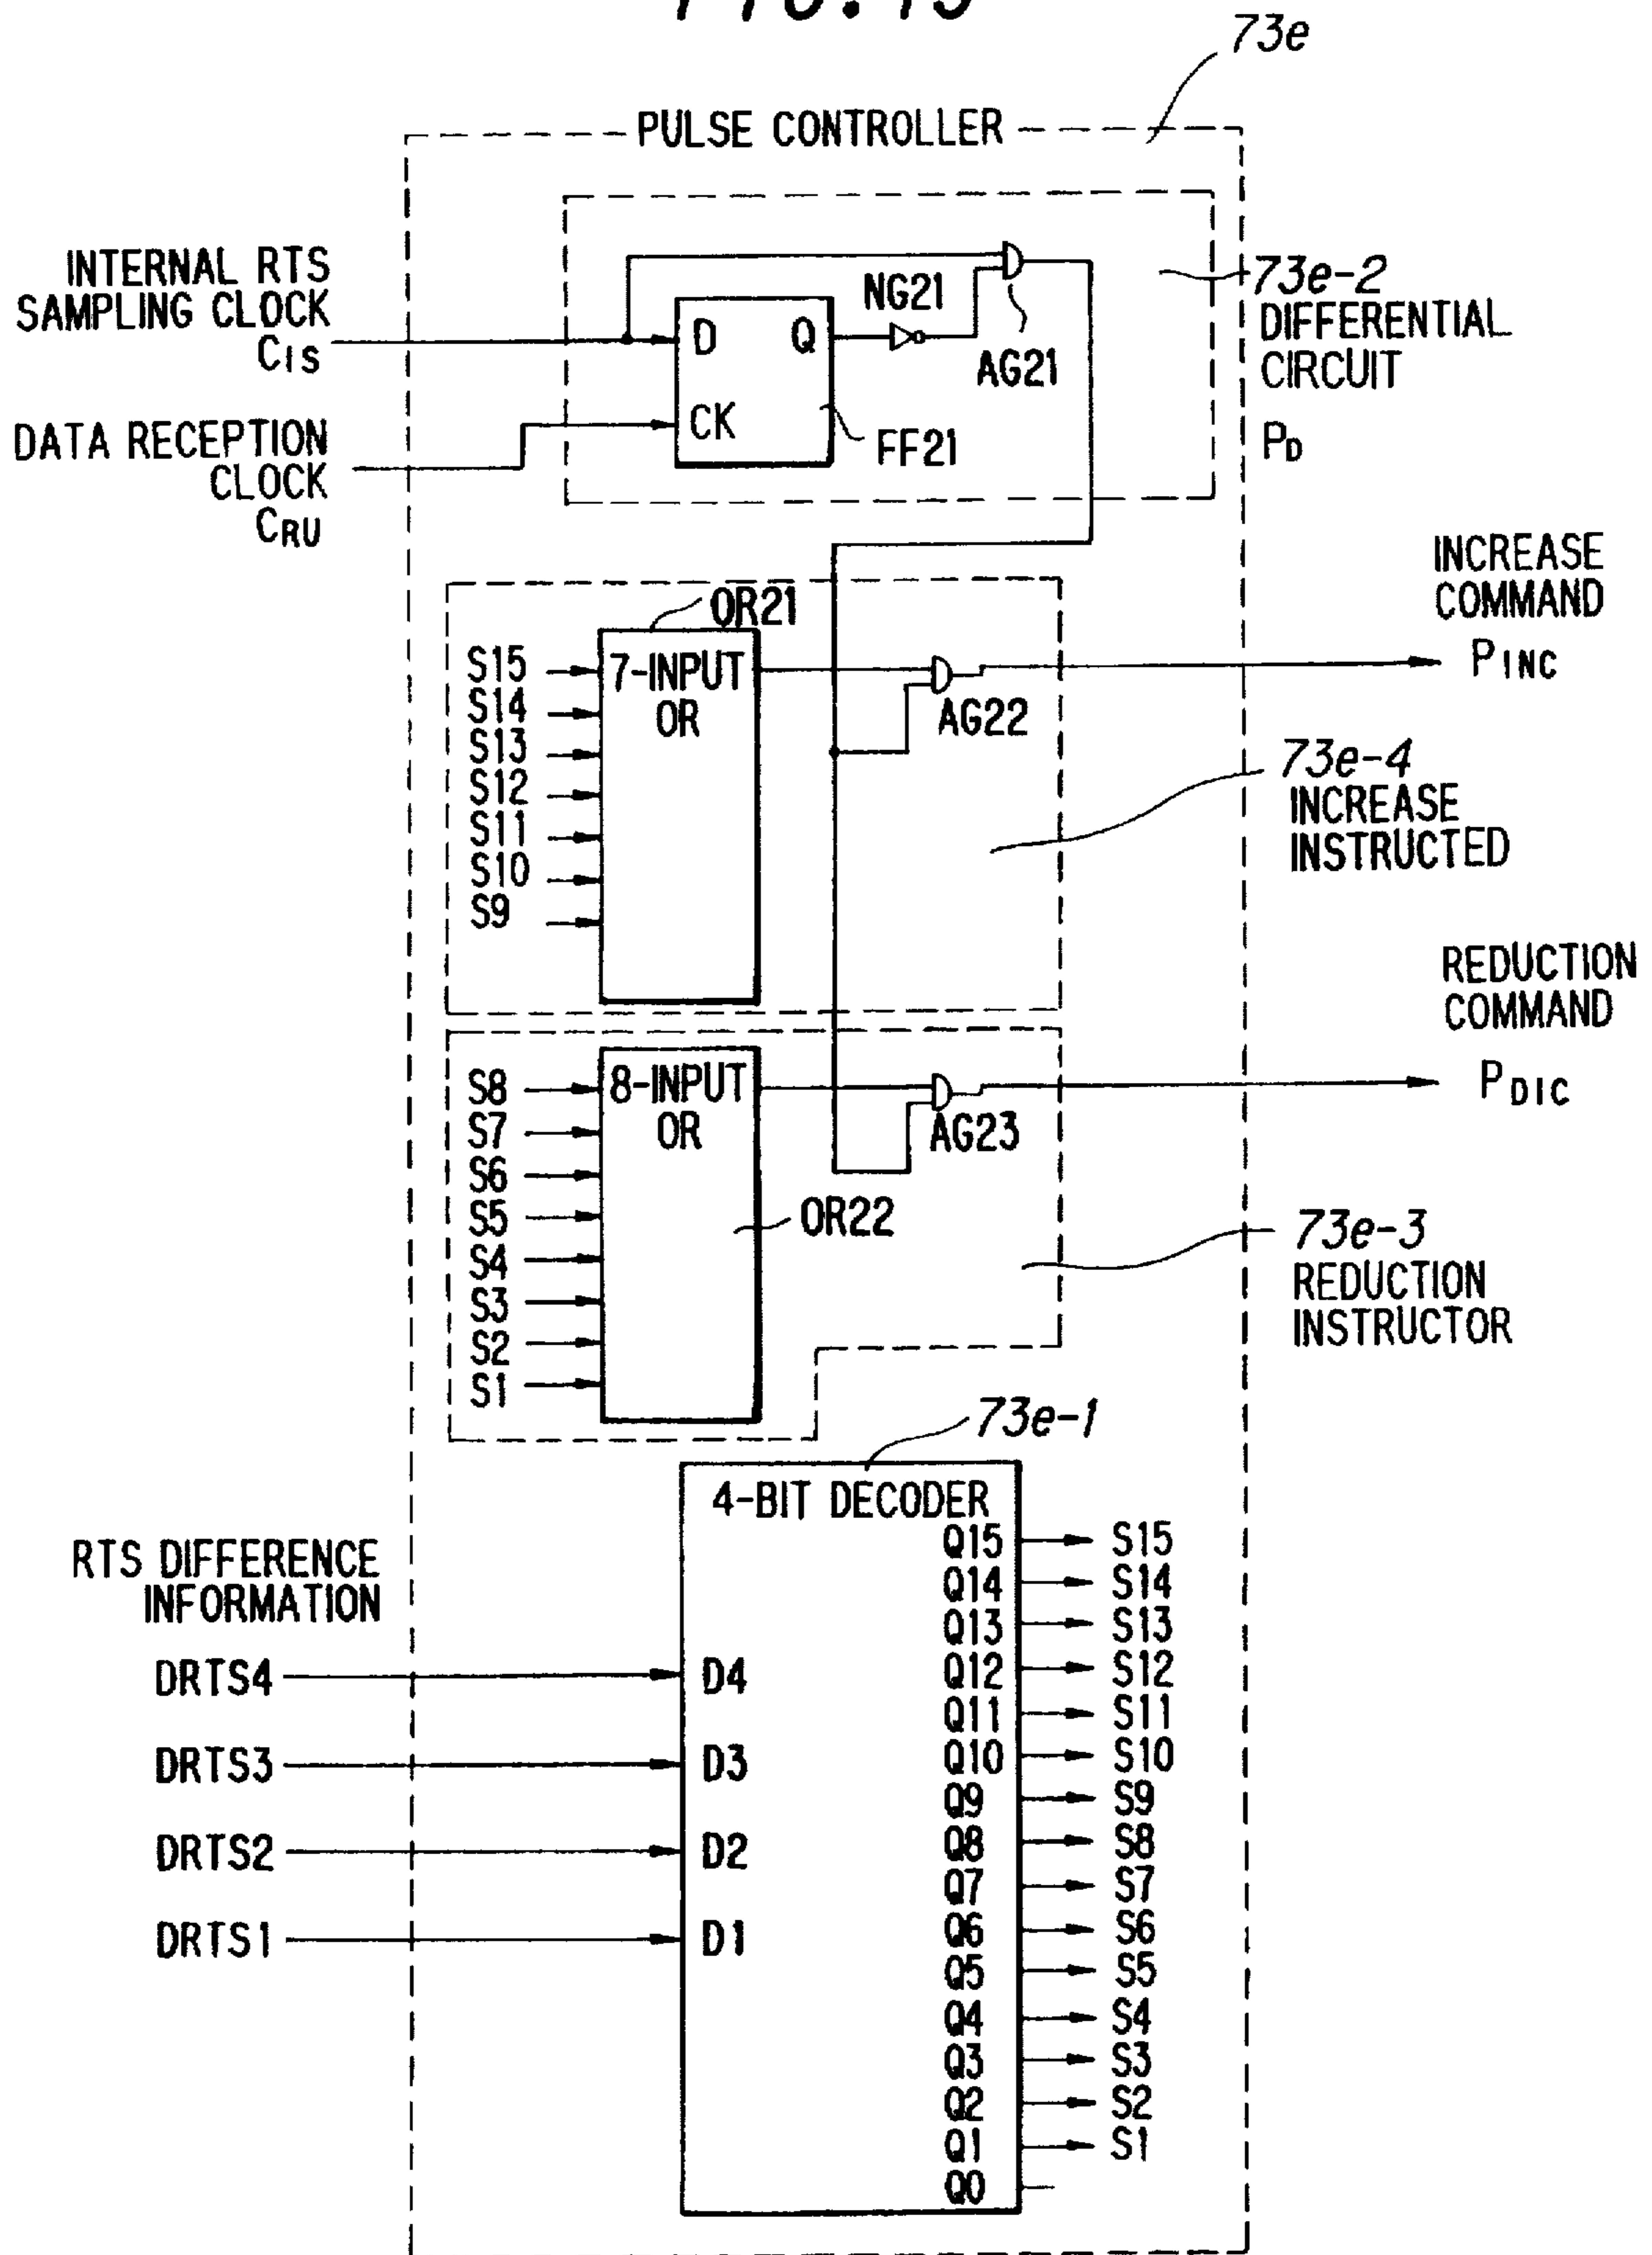 73e
PULSE CONTROLLER
INTERNAL RTS
SAMPLING CLOCK
CIS
DATA RECEPTION
CLOCK
CRU
D Q
CK
NG21
AG21
FF21
73e-2
DIFFERENTIAL
CIRCUIT
PD
OR21
7-INPUT
OR
S15
S14
S13
S12
S11
S10
S9
AG22
INCREASE
COMMAND
PINC
73e-4
INCREASE
INSTRUCTED
8-INPUT
OR
S8
S7
S6
S5
S4
S3
S2
S1
AG23
OR22
REDUCTION
COMMAND
PDIC
73e-3
REDUCTION
INSTRUCTOR
73e-1
4-BIT DECODER
RTS DIFFERENCE
INFORMATION
DRTS4 D4
DRTS3 D3
DRTS2 D2
DRTS1 D1
Q15 S15
Q14 S14
Q13 S13
Q12 S12
Q11 S11
Q10 S10
Q9 S9
Q8 S8
Q7 S7
Q6 S6
Q5 S5
Q4 S4
Q3 S3
Q2 S2
Q1 S1
Q0